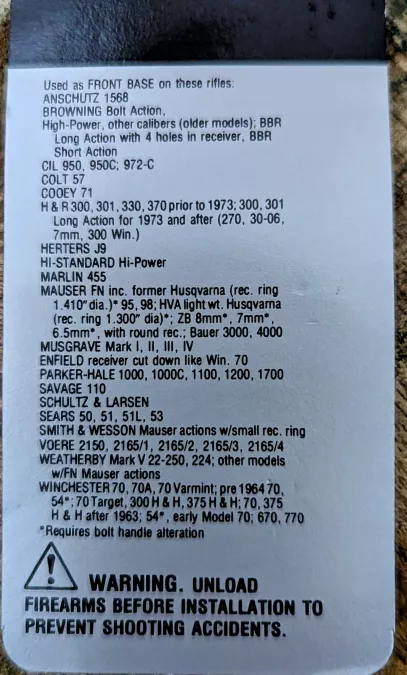 Used as FRONT BASE on these rifles:
ANSCHUTZ 1568
BROWNING Bolt Action,
High-Power, other calibers (older models); BBR
Long Action with 4 holes in receiver, BBR
Short Action
CIL 950, 950C; 972-C
COLT 57
COOEY 71
H & R 300, 301, 330, 370 prior to 1973; 300, 301
Long Action for 1973 and after (270, 30-06,
7mm, 300 Win.)
HERTERS J9
HI-STANDARD Hi-Power
MARLIN 455
MAUSER FN inc. former Husqvarna (rec. ring
1.410" dia.)* 95, 98; HVA light wt. Husqvarna
(rec. ring 1.300" dia)*; ZB 8mm*, 7mm*,
6.5mm*, with round rec.; Bauer 3000, 4000
MUSGRAVE Mark I, II, III, IV
ENFIELD receiver cut down like Win. 70
PARKER-HALE 1000, 1000C, 1100, 1200, 1700
SAVAGE 110
SCHULTZ & LARSEN
SEARS 50, 51, 51L, 53
SMITH & WESSON Mauser actions w/small rec. ring
VOERE 2150, 2165/1, 2165/2, 2165/3, 2165/4
WEATHERBY Mark V 22-250, 224; other models
w/FN Mauser actions
WINCHESTER 70, 70A, 70 Varmint; pre 1964 70,
54*; 70 Target, 300 H & H, 375 H & H; 70, 375
H & H after 1963; 54*, early Model 70; 670, 770
*Requires bolt handle alteration
WARNING. UNLOAD
FIREARMS BEFORE INSTALLATION TO
PREVENT SHOOTING ACCIDENTS.